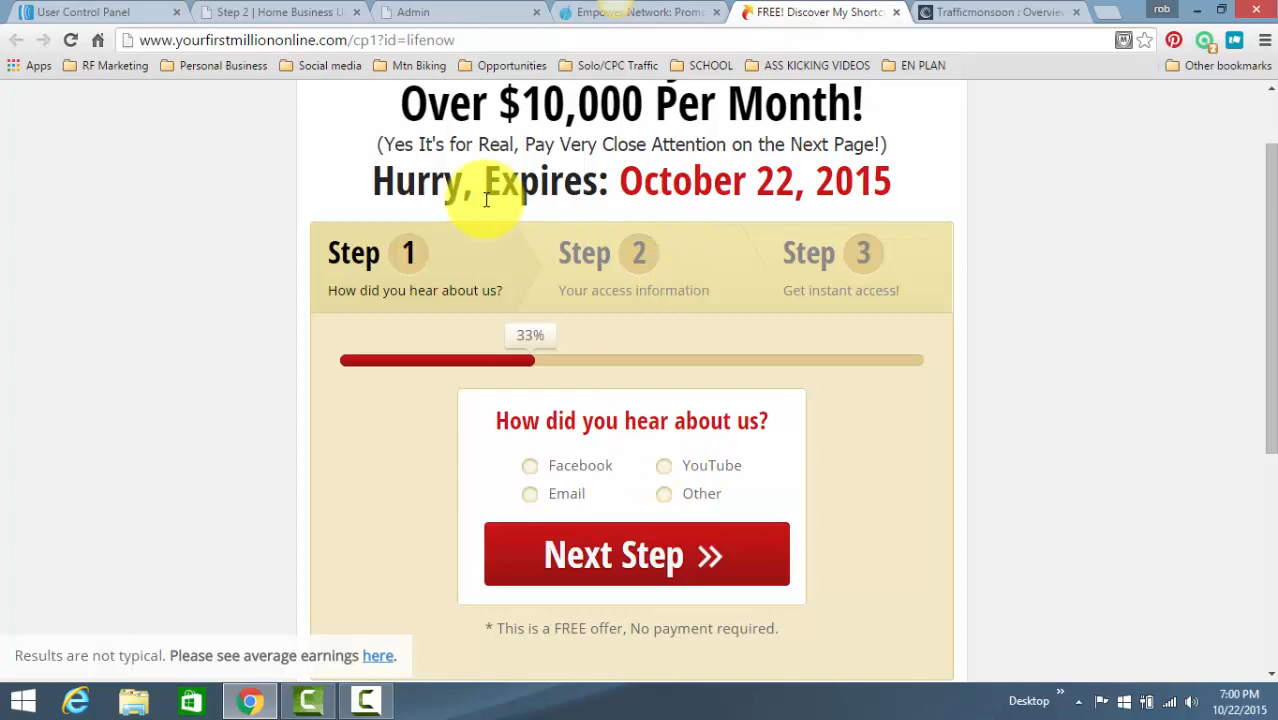 User Control Panel
Step 2 | Home Business U
Admin
Empower Network: Promo
FREE! Discover My Shortc
Trafficmonsoon : Overvie
rob
www.yourfirstmilliononline.com/cp1?id=lifenow
Apps
RF Marketing
Personal Business
Social media
Mtn Biking
Opportunities
Solo/CPC Traffic
SCHOOL
ASS KICKING VIDEOS
EN PLAN
Other bookmarks
Over $10,000 Per Month!
(Yes It's for Real, Pay Very Close Attention on the Next Page!)
Hurry, Expires: October 22, 2015
Step 1
How did you hear about us?
Step 2
Your access information
Step 3
Get instant access!
33%
How did you hear about us?
Facebook
YouTube
Email
Other
Next Step »
* This is a FREE offer, No payment required.
Results are not typical. Please see average earnings here.
Desktop
7:00 PM
10/22/2015